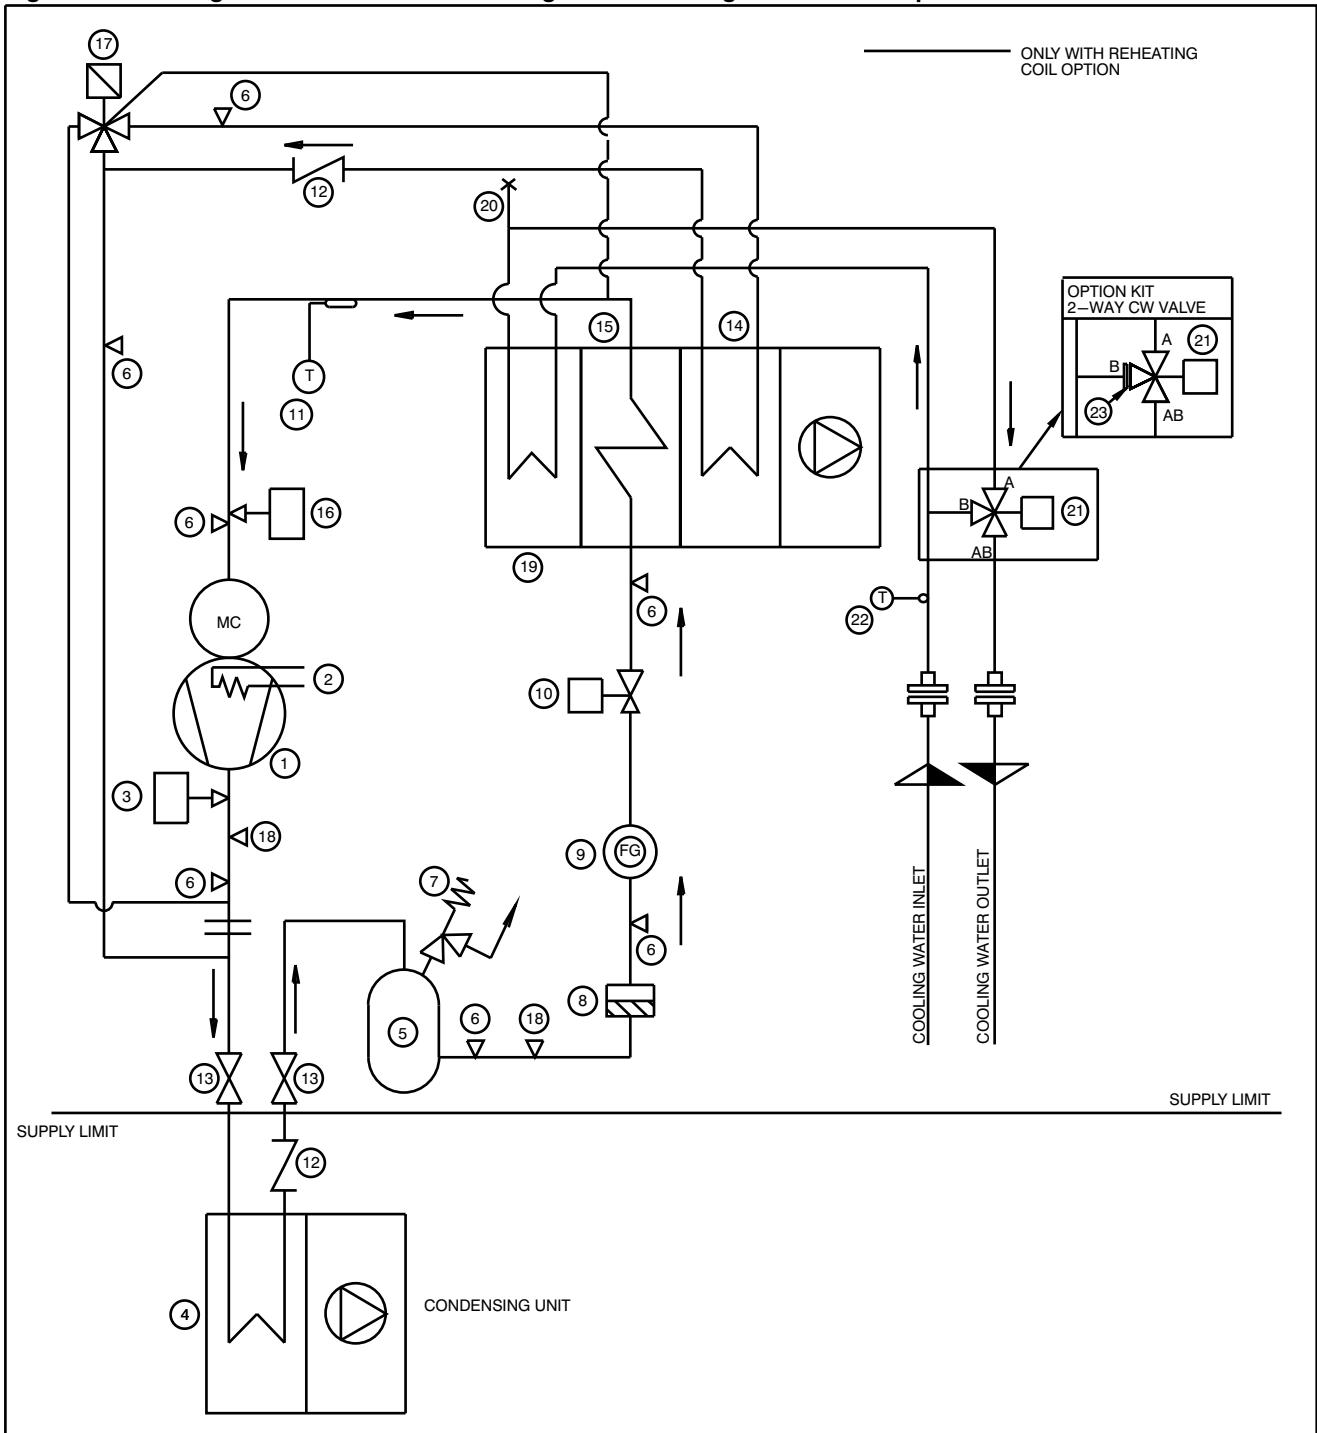 17
ONLY WITH REHEATING
COIL OPTION
6
12
20
15
14
OPTION KIT
2–WAY CW VALVE
A
21
B
23
AB
6
T
11
A
B
21
AB
6
16
19
T
22
6
MC
2
10
1
3
18
9
FG
7
6
6
8
6
18
5
COOLING WATER INLET
COOLING WATER OUTLET
13
13
SUPPLY LIMIT
SUPPLY LIMIT
12
4
CONDENSING UNIT